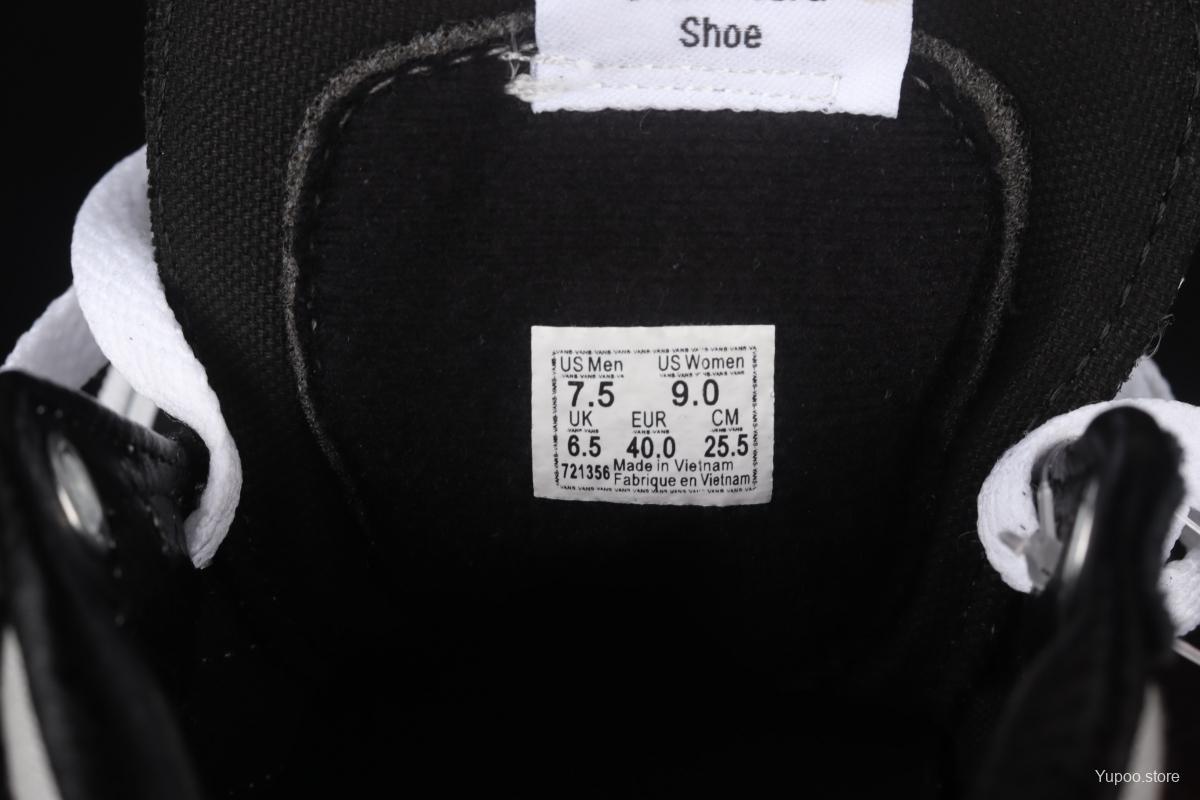 Shoe
US Men US Women
7.5 9.0
UK EUR CM
6.5 40.0 25.5
721356 Made in Vietnam
Fabrique en Vietnam
Yupoo.store